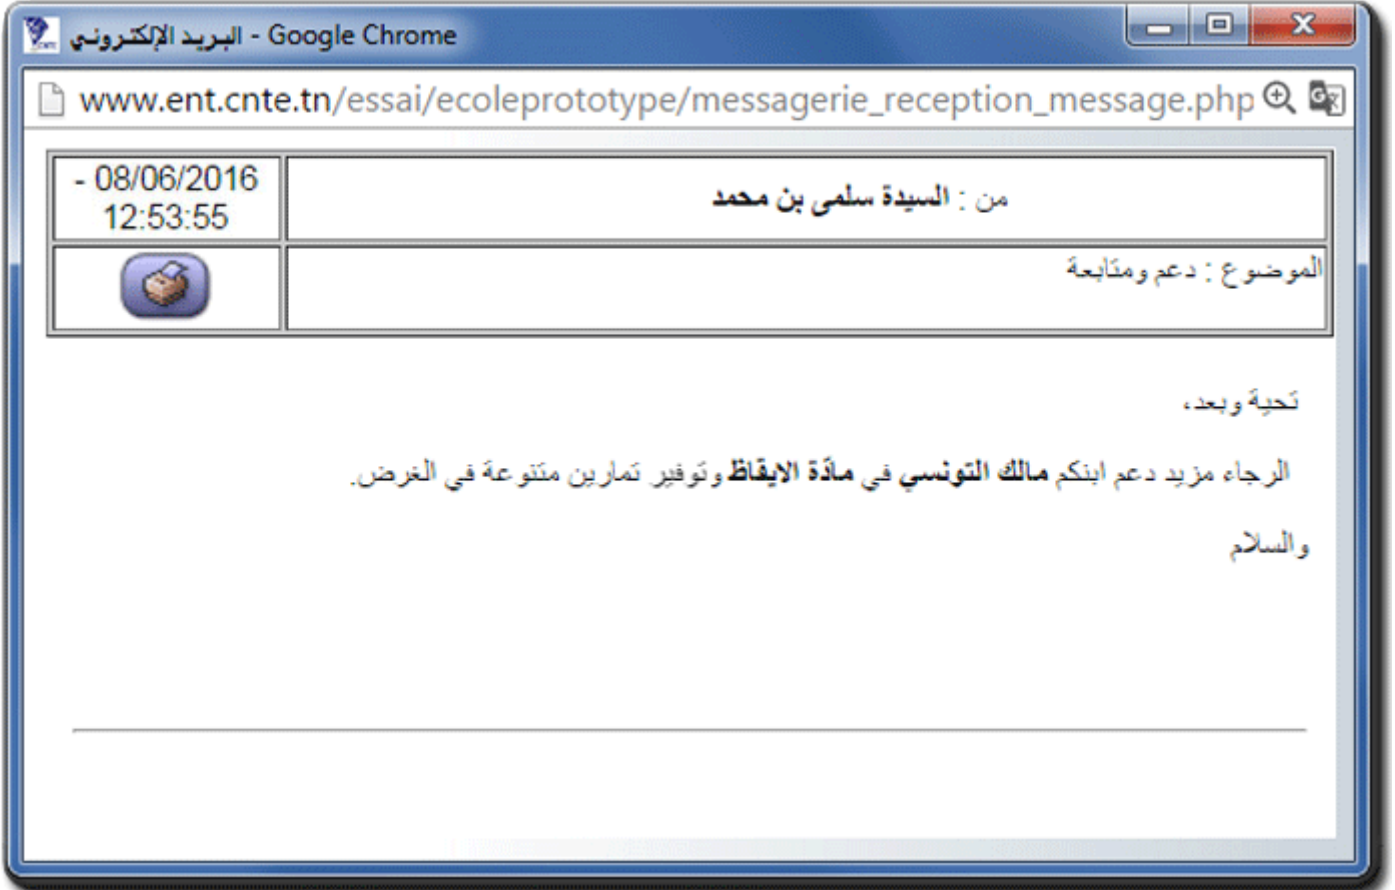 البريد الإلكتروني - Google Chrome
www.ent.cnte.tn/essai/ecoleprototype/messagerie_reception_message.php
من : السيدة سلمى بن محمد
08/06/2016 -
12:53:55
الموضوع : دعم ومتابعة
تحية وبعد،
الرجاء مزيد دعم ابنكم مالك التونسي في مادّة الايقاظ وتوفير تمارين متنوعة في الغرض.
والسلام